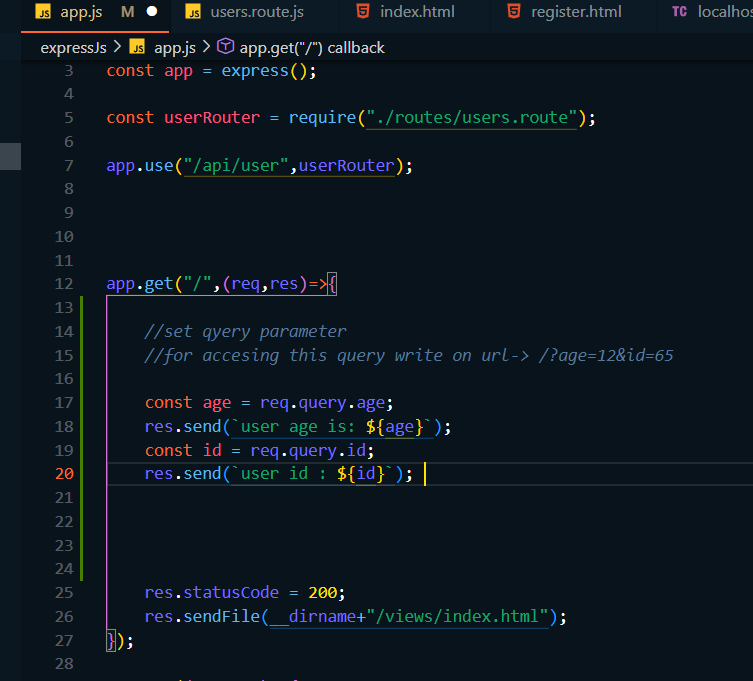 JS app.js M
JS users.route.js
5 index.html
5 register.html
TC localhos
expressJs > JS app.js > app.get("/") callback
3 const app = express();
4
5 const userRouter = require("./routes/users.route");
6
7 app.use("/api/user",userRouter);
8
9
10
11
12 app.get("/",(req,res)=>{
13
14 //set qyery parameter
15 //for accesing this query write on url-> /?age=12&id=65
16
17 const age = req.query.age;
18 res.send(`user age is: ${age}`);
19 const id = req.query.id;
20 res.send(`user id : ${id}`);
21
22
23
24
25 res.statusCode = 200;
26 res.sendFile(__dirname+"/views/index.html");
27 });
28